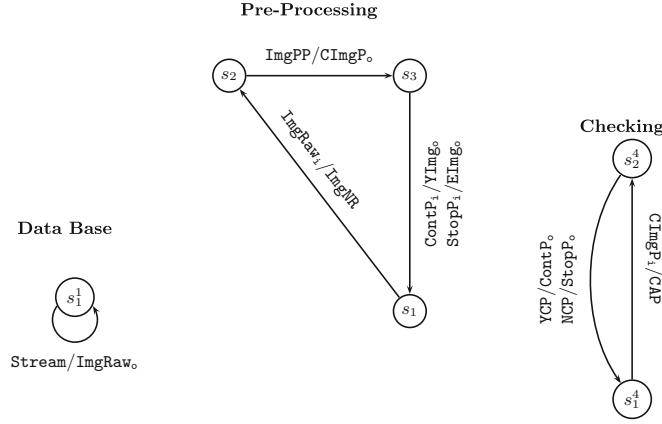 Pre-Processing
ImgPP/CImgPₒ
s₂
s₃
ImgRawᵢ/ImgNR
ContPᵢ/YImgₒ
StopPᵢ/EImgₒ
s₁
Data Base
s₁¹
Stream/ImgRawₒ
Checking
s₂⁴
YCP/ContPₒ
NCP/StopPₒ
CImgPᵢ/CAP
s₁⁴